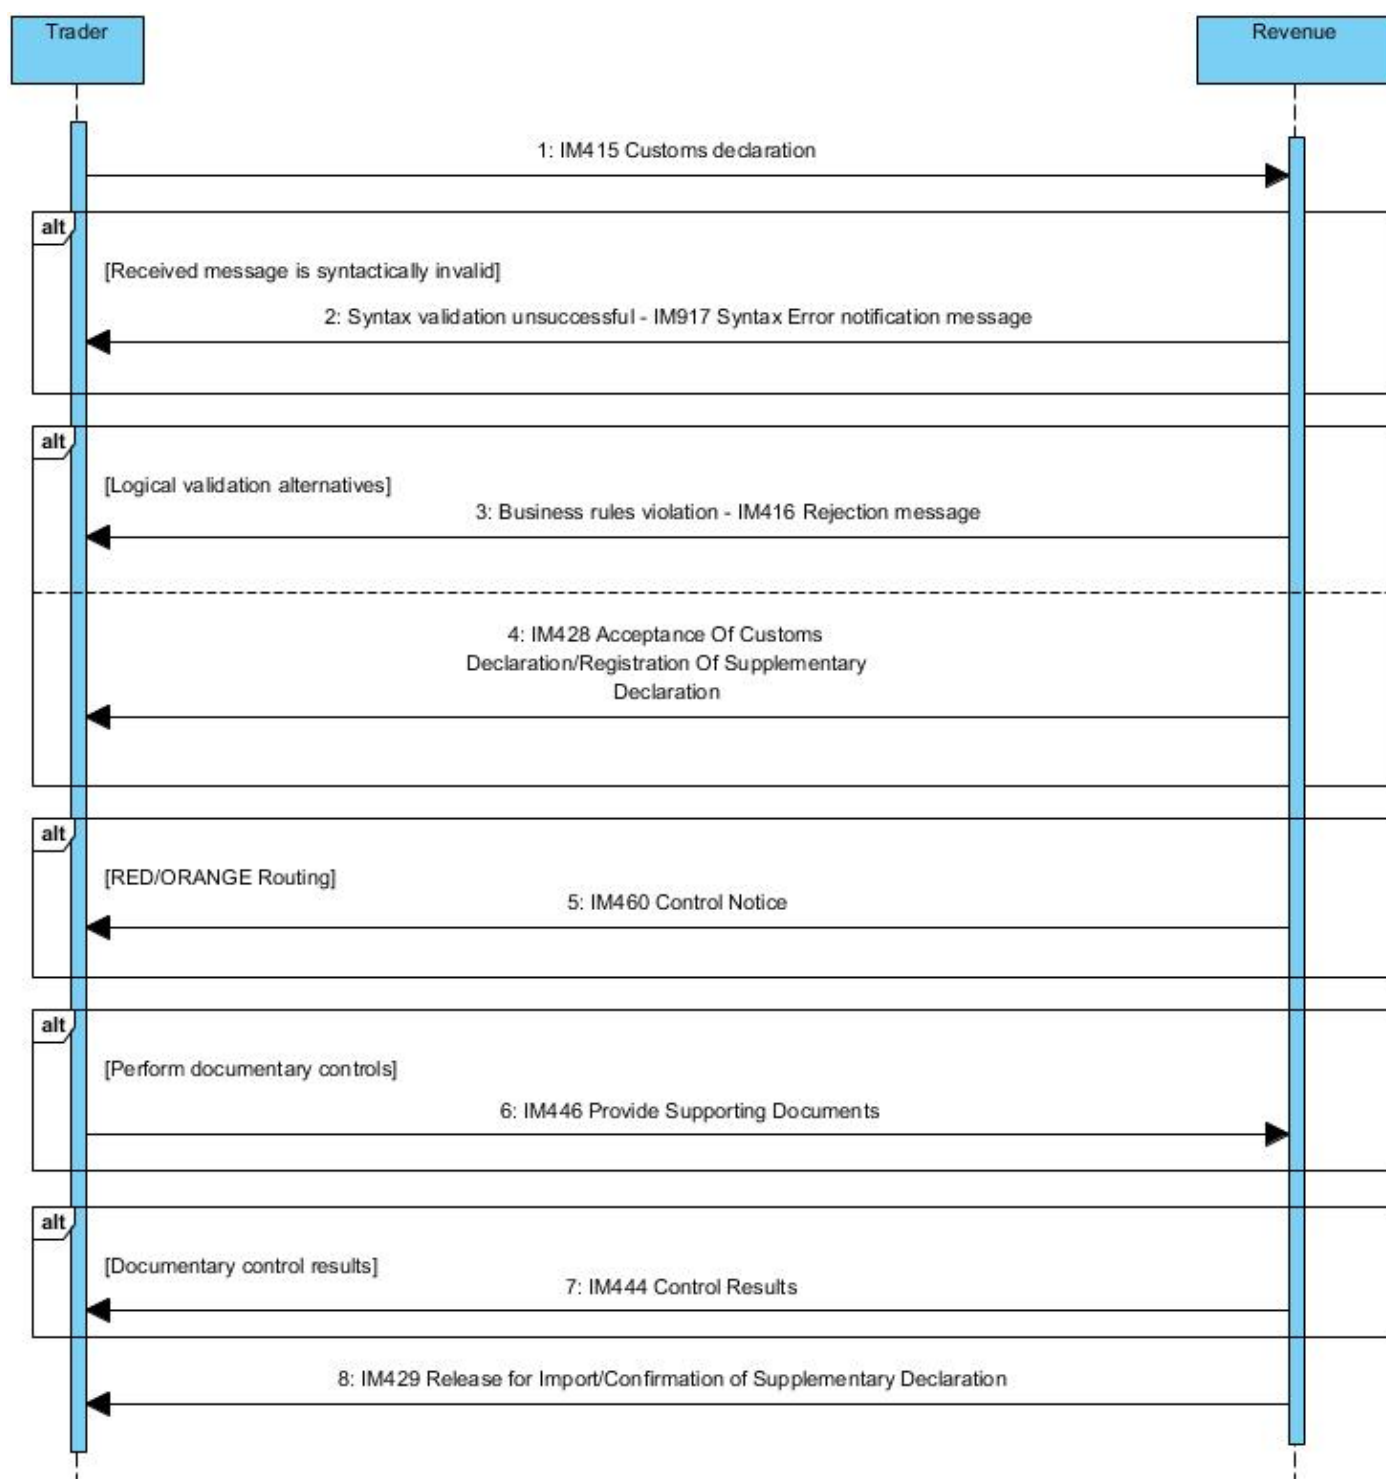 Trader
Revenue
1: IM415 Customs declaration
alt
[Received message is syntactically invalid]
2: Syntax validation unsuccessful - IM917 Syntax Error notification message
alt
[Logical validation alternatives]
3: Business rules violation - IM416 Rejection message
4: IM428 Acceptance Of Customs
Declaration/Registration Of Supplementary
Declaration
alt
[RED/ORANGE Routing]
5: IM460 Control Notice
alt
[Perform documentary controls]
6: IM446 Provide Supporting Documents
alt
[Documentary control results]
7: IM444 Control Results
8: IM429 Release for Import/Confirmation of Supplementary Declaration